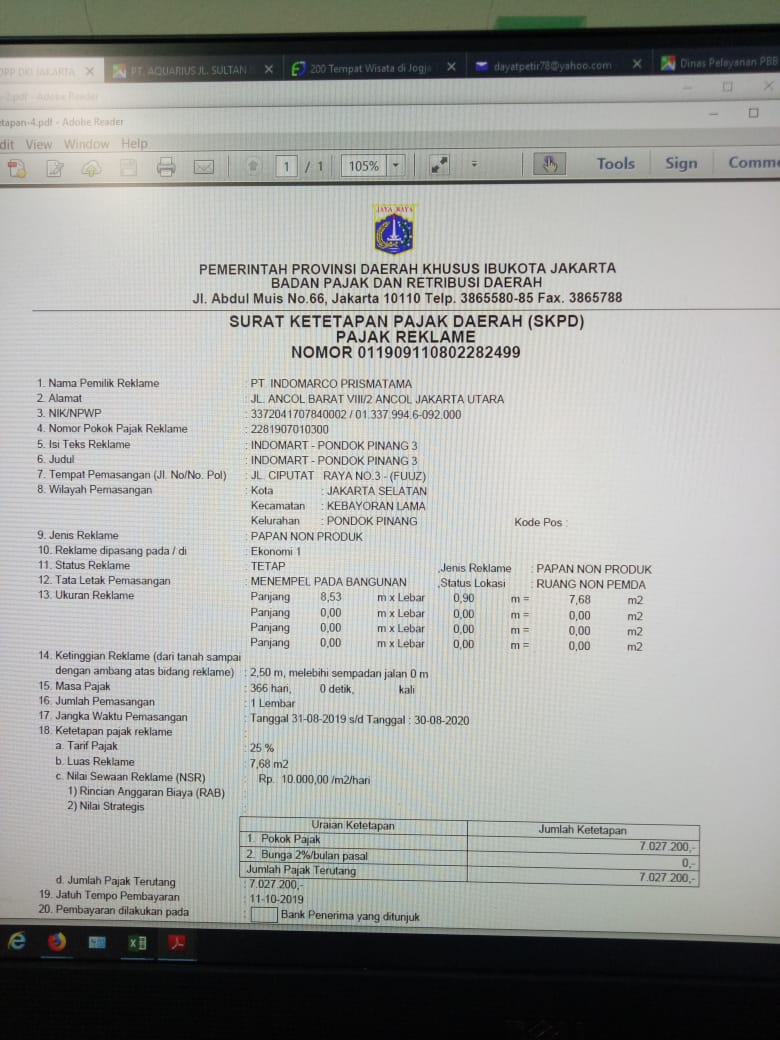 DPP DKI JAKARTA
PT. AQUARIUS JL. SULTAN
200 Tempat Wisata di Jogja
dayatpetir78@yahoo.com
Dinas Pelayanan PBB
-2.pdf - Adobe Reader
etapan-4.pdf - Adobe Reader
dit View Window Help
1 / 1 105% Tools Sign Comme
JAYA RAYA
PEMERINTAH PROVINSI DAERAH KHUSUS IBUKOTA JAKARTA
BADAN PAJAK DAN RETRIBUSI DAERAH
Jl. Abdul Muis No.66, Jakarta 10110 Telp. 3865580-85 Fax. 3865788
SURAT KETETAPAN PAJAK DAERAH (SKPD)
PAJAK REKLAME
NOMOR 011909110802282499
1. Nama Pemilik Reklame : PT. INDOMARCO PRISMATAMA
2. Alamat : JL. ANCOL BARAT VIII/2 ANCOL JAKARTA UTARA
3. NIK/NPWP : 3372041707840002 / 01.337.994.6-092.000
4. Nomor Pokok Pajak Reklame : 2281907010300
5. Isi Teks Reklame : INDOMART - PONDOK PINANG 3
6. Judul : INDOMART - PONDOK PINANG 3
7. Tempat Pemasangan (Jl. No/No. Pol) : JL. CIPUTAT RAYA NO.3 - (FUUZ)
8. Wilayah Pemasangan : Kota : JAKARTA SELATAN
Kecamatan : KEBAYORAN LAMA
Kelurahan : PONDOK PINANG Kode Pos :
9. Jenis Reklame : PAPAN NON PRODUK
10. Reklame dipasang pada / di : Ekonomi 1
11. Status Reklame : TETAP ,Jenis Reklame : PAPAN NON PRODUK
12. Tata Letak Pemasangan : MENEMPEL PADA BANGUNAN ,Status Lokasi : RUANG NON PEMDA
13. Ukuran Reklame Panjang 8,53 m x Lebar 0,90 m = 7,68 m2
Panjang 0,00 m x Lebar 0,00 m = 0,00 m2
Panjang 0,00 m x Lebar 0,00 m = 0,00 m2
Panjang 0,00 m x Lebar 0,00 m = 0,00 m2
14. Ketinggian Reklame (dari tanah sampai
dengan ambang atas bidang reklame) : 2,50 m, melebihi sempadan jalan 0 m
15. Masa Pajak : 366 hari, 0 detik, kali
16. Jumlah Pemasangan : 1 Lembar
17. Jangka Waktu Pemasangan : Tanggal 31-08-2019 s/d Tanggal : 30-08-2020
18. Ketetapan pajak reklame :
a. Tarif Pajak : 25 %
b. Luas Reklame : 7,68 m2
c. Nilai Sewaan Reklame (NSR) Rp. 10.000,00 /m2/hari
1) Rincian Anggaran Biaya (RAB) :
2) Nilai Strategis :
Uraian Ketetapan Jumlah Ketetapan
1. Pokok Pajak 7.027.200,-
2. Bunga 2%/bulan pasal 0,-
Jumlah Pajak Terutang 7.027.200,-
d. Jumlah Pajak Terutang : 7.027.200,-
19. Jatuh Tempo Pembayaran : 11-10-2019
20. Pembayaran dilakukan pada : Bank Penerima yang ditunjuk